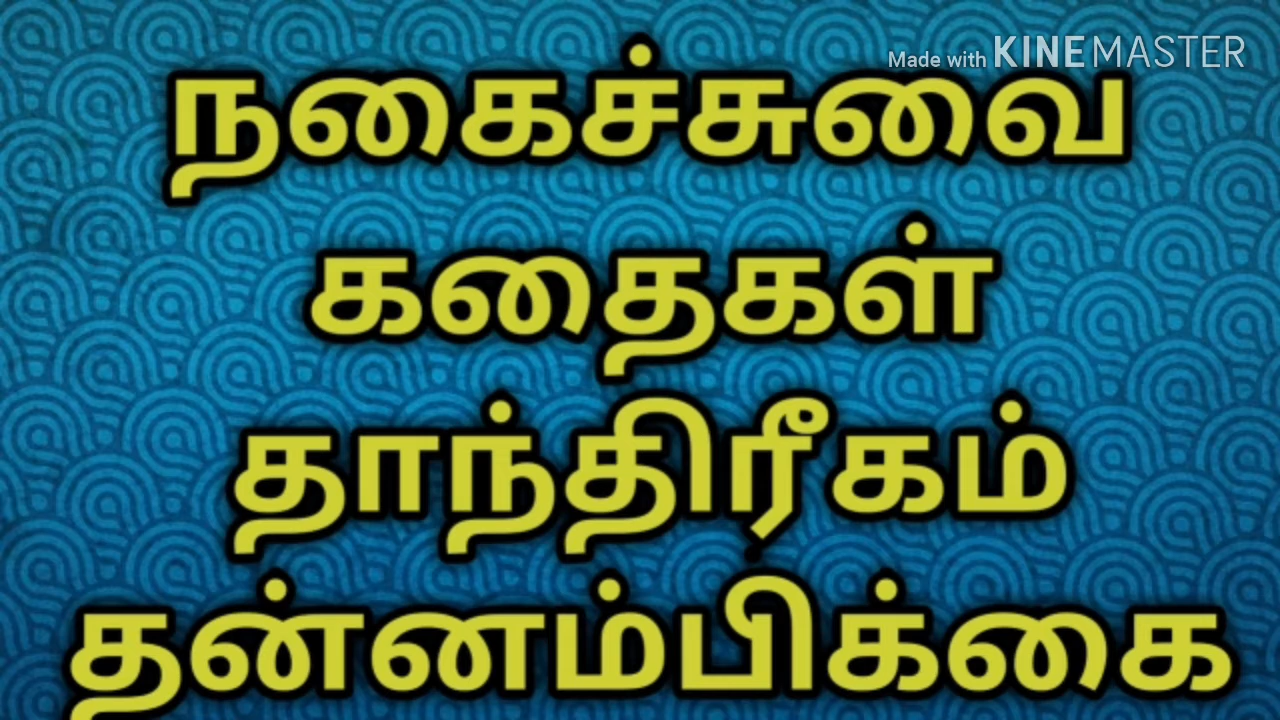 Made with KINEMASTER
நகைச்சுவை
கதைகள்
தாந்திரீகம்
தன்னம்பிக்கை